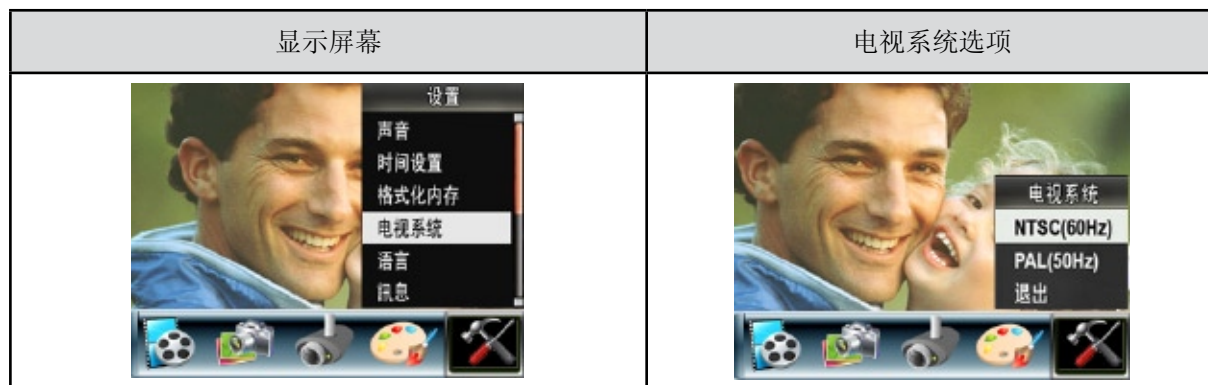 显示屏幕
电视系统选项
设置
声音
时间设置
格式化内存
电视系统
语言
訊息
电视系统
NTSC(60Hz)
PAL(50Hz)
退出